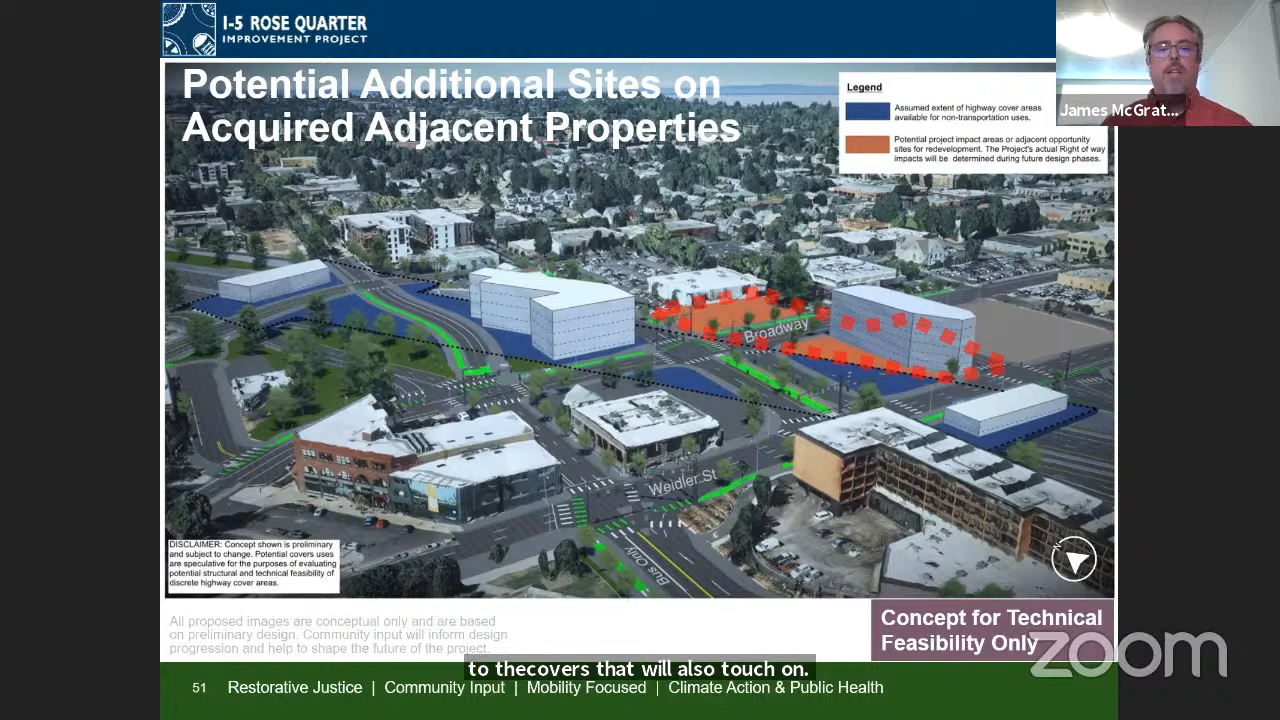 I-5 ROSE QUARTER
IMPROVEMENT PROJECT
James McGrat...
Potential Additional Sites on
Acquired Adjacent Properties
Legend
Assumed extent of highway cover areas
available for non-transportation uses.
Potential project impact areas or adjacent opportunity
sites for redevelopment. The Project's actual Right of way
impacts will be determined during future design phases.
Broadway
Weidler St
Bus Only
DISCLAIMER: Concept shown is preliminary
and subject to change. Potential covers uses
are speculative for the purposes of evaluating
potential structural and technical feasibility of
discrete highway cover areas.
All proposed images are conceptual only and are based
on preliminary design. Community input will inform design
progression and help to shape the future of the project.
Concept for Technical
Feasibility Only
zoom
to thecovers that will also touch on.
51 Restorative Justice | Community Input | Mobility Focused | Climate Action & Public Health